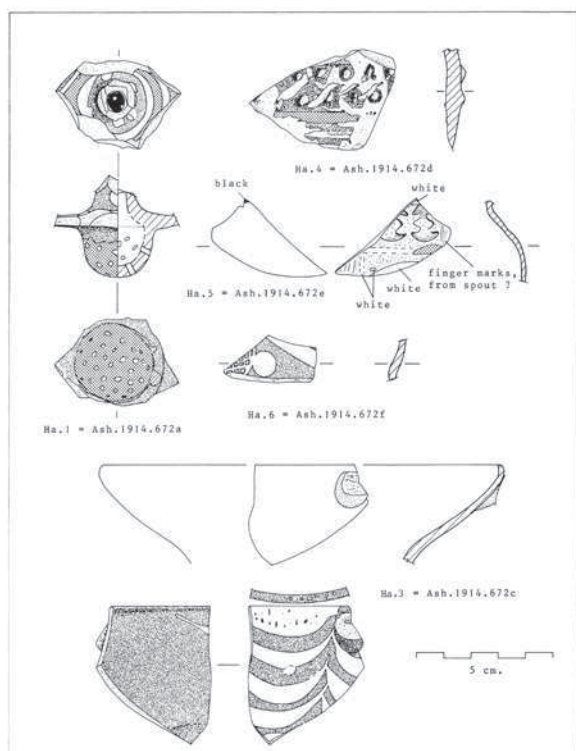 Ha.4 = Ash.1914.672d
black
white
Ha.5 = Ash.1914.672e
white
white
finger marks,
from spout ?
Ha.1 = Ash.1914.672a
Ha.6 = Ash.1914.672f
Ha.3 = Ash.1914.672c
5 cm.